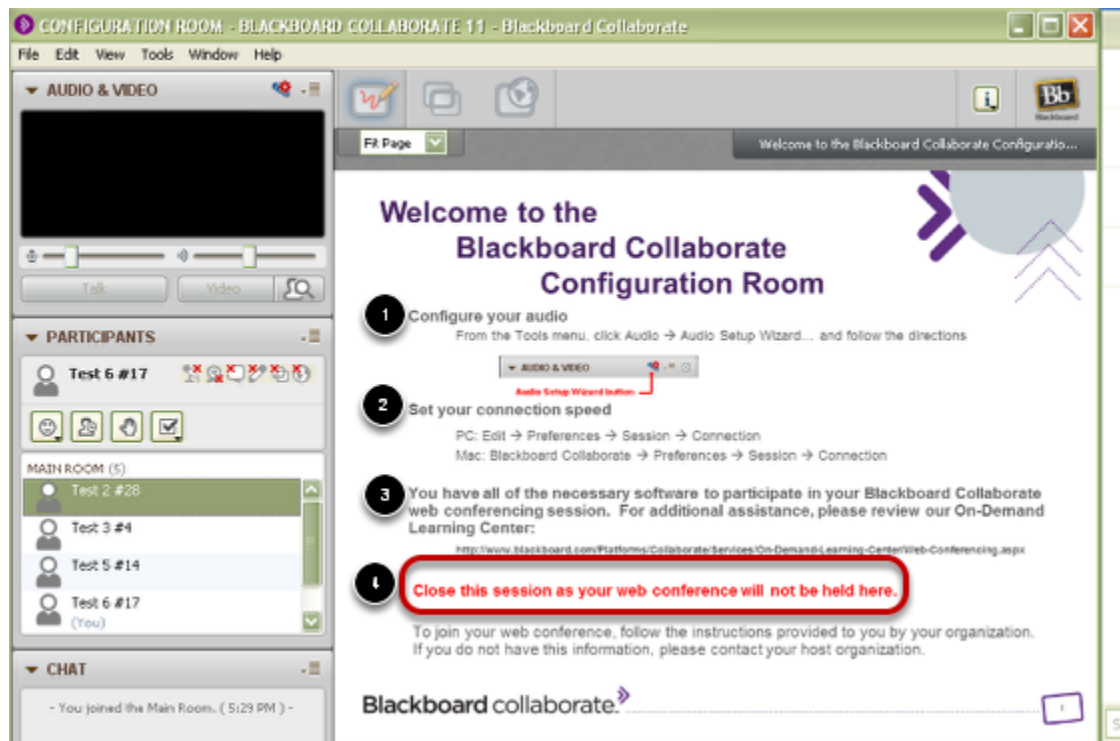 CONFIGURATION ROOM - BLACKBOARD COLLABORATE 11 - Blackboard Collaborate
File Edit View Tools Window Help
AUDIO & VIDEO
Talk
Video
PARTICIPANTS
Test 6 #17
MAIN ROOM (5)
Test 2 #28
Test 3 #4
Test 5 #14
Test 6 #17
(You)
CHAT
- You joined the Main Room. ( 5:29 PM ) -
i
Bb
Blackboard
Fit Page
Welcome to the Blackboard Collaborate Configuratio...
Welcome to the
Blackboard Collaborate
Configuration Room
1 Configure your audio
From the Tools menu, click Audio → Audio Setup Wizard... and follow the directions
AUDIO & VIDEO
Audio Setup Wizard button
2 Set your connection speed
PC: Edit → Preferences → Session → Connection
Mac: Blackboard Collaborate → Preferences → Session → Connection
3 You have all of the necessary software to participate in your Blackboard Collaborate
web conferencing session. For additional assistance, please review our On-Demand
Learning Center:
http://www.blackboard.com/Platforms/Collaborate/Services/On-Demand-Learning-Center/Web-Conferencing.aspx
4 Close this session as your web conference will not be held here.
To join your web conference, follow the instructions provided to you by your organization.
If you do not have this information, please contact your host organization.
Blackboard collaborate